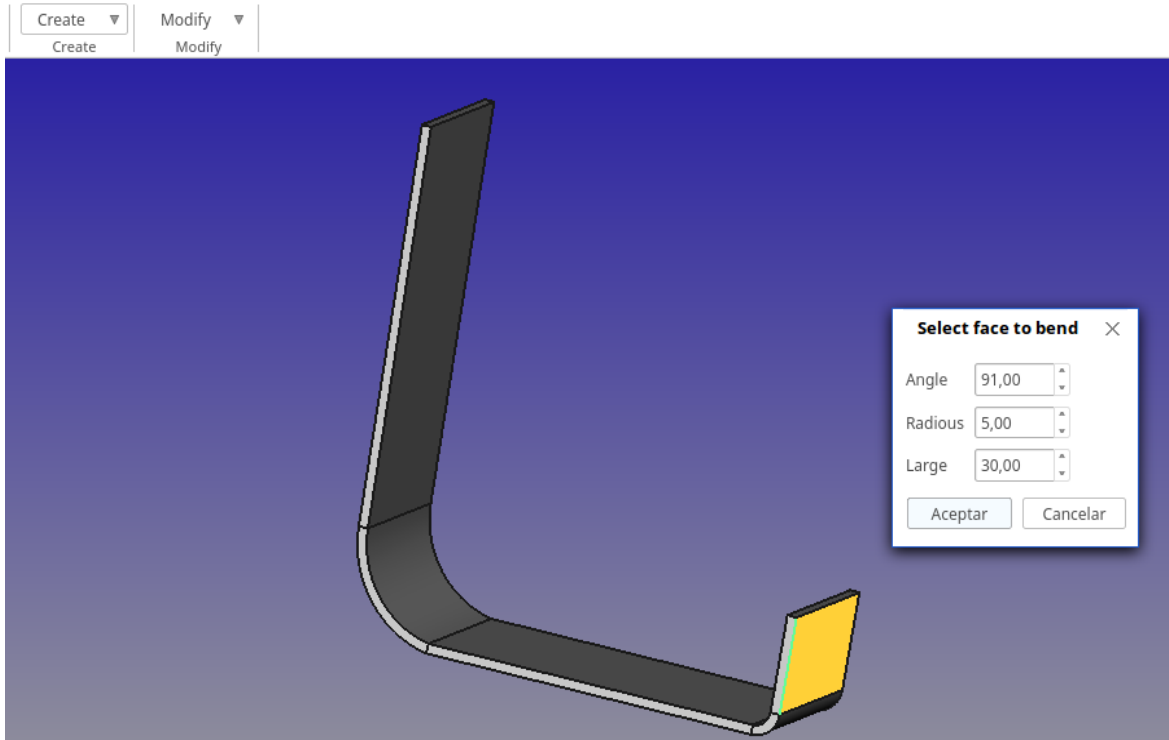 Create ▼ Modify ▼
Create Modify
Select face to bend
Angle 91,00
Radious 5,00
Large 30,00
Aceptar Cancelar